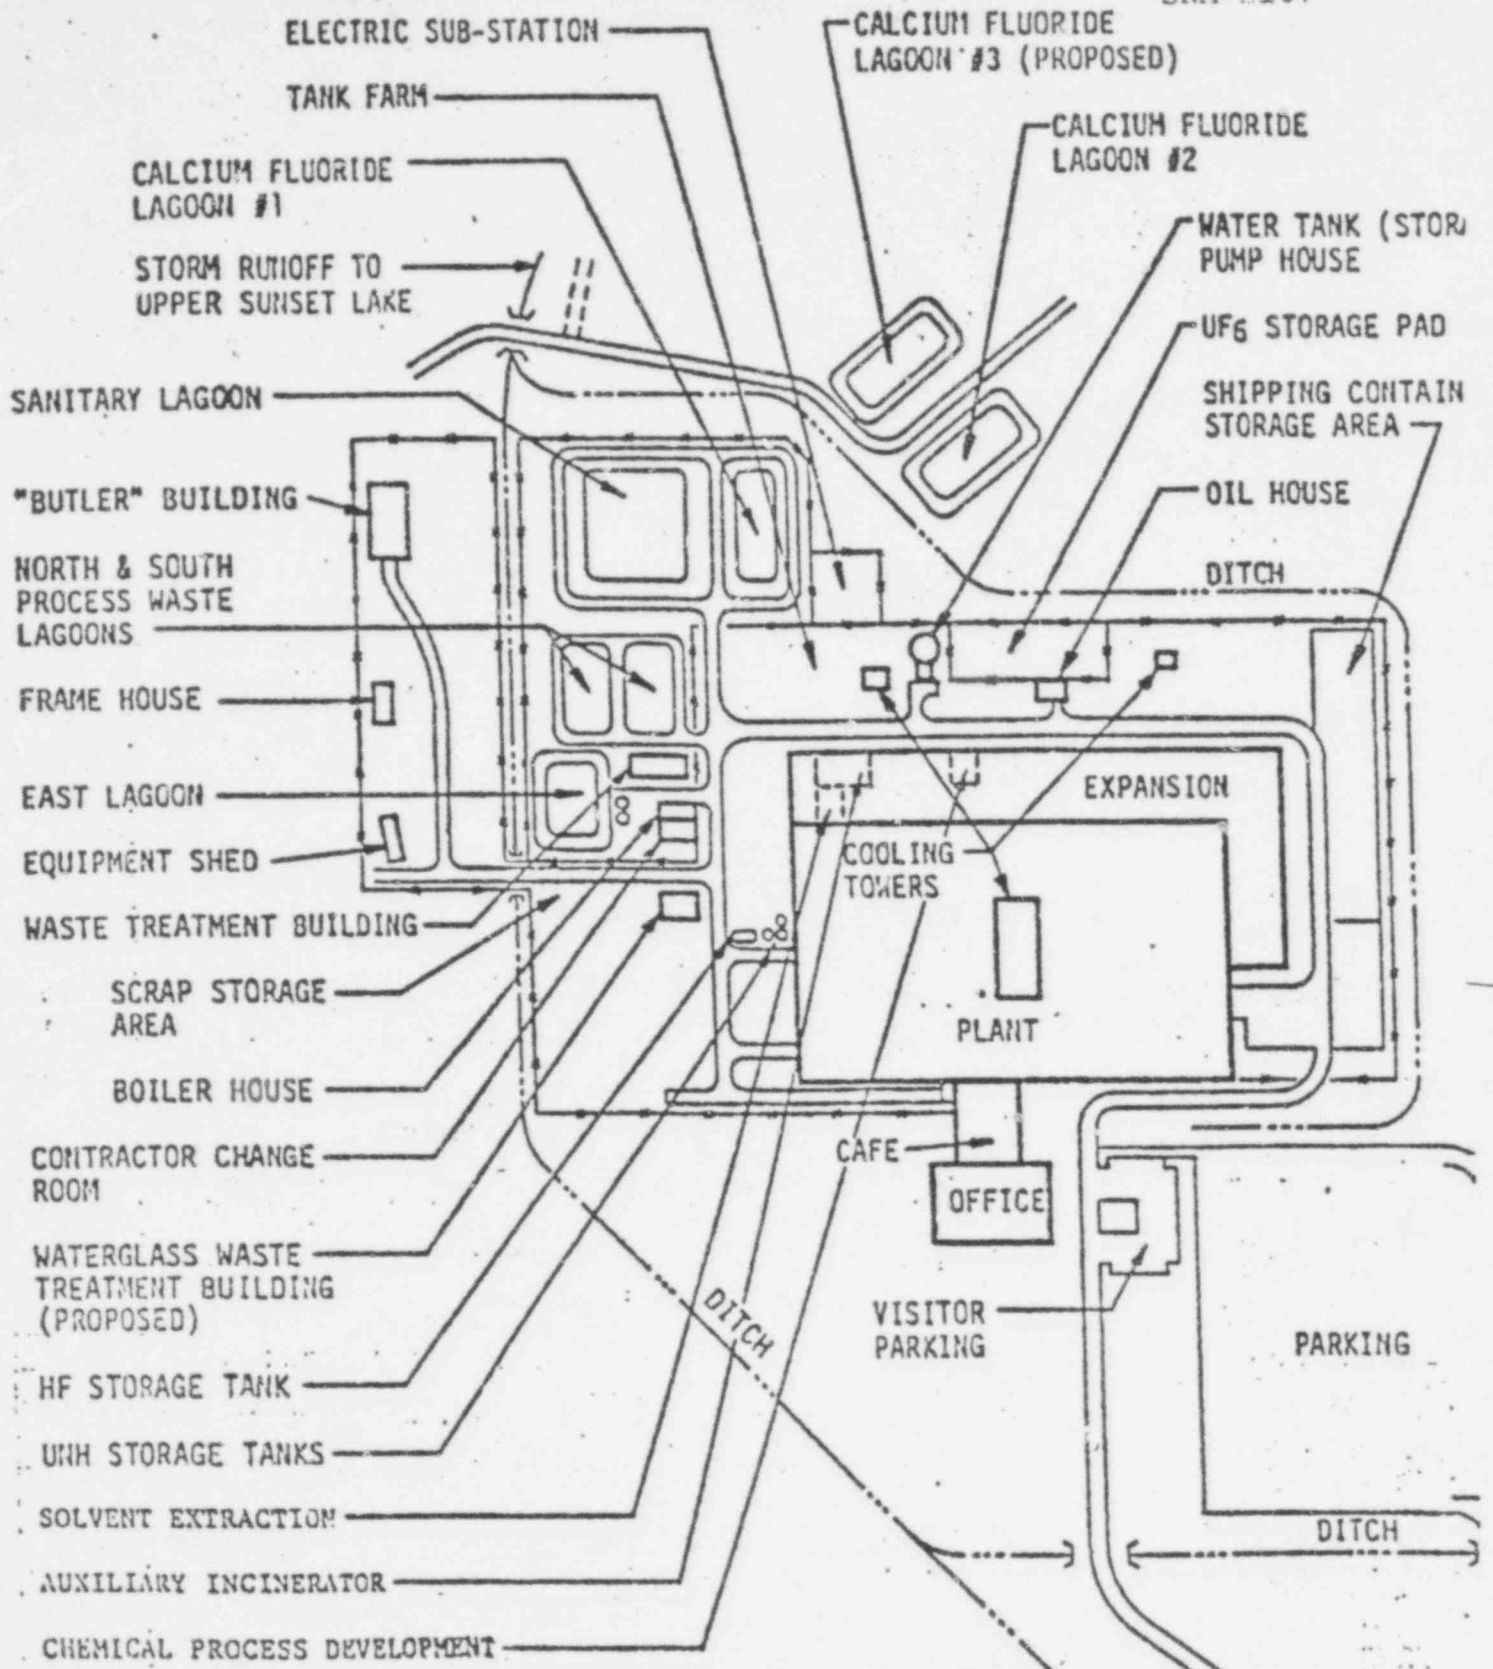 ELECTRIC SUB-STATION
CALCIUM FLUORIDE
LAGOON #3 (PROPOSED)
TANK FARM
CALCIUM FLUORIDE
LAGOON #2
CALCIUM FLUORIDE
LAGOON #1
WATER TANK (STOR
PUMP HOUSE
STORM RUNOFF TO
UPPER SUNSET LAKE
UF6 STORAGE PAD
SANITARY LAGOON
SHIPPING CONTAIN
STORAGE AREA
"BUTLER" BUILDING
OIL HOUSE
NORTH & SOUTH
PROCESS WASTE
LAGOONS
DITCH
FRAME HOUSE
EAST LAGOON
EXPANSION
EQUIPMENT SHED
COOLING
TOWERS
WASTE TREATMENT BUILDING
SCRAP STORAGE
AREA
PLANT
BOILER HOUSE
CONTRACTOR CHANGE
ROOM
CAFE
OFFICE
WATERGLASS WASTE
TREATMENT BUILDING
(PROPOSED)
DITCH
VISITOR
PARKING
PARKING
HF STORAGE TANK
UNH STORAGE TANKS
SOLVENT EXTRACTION
DITCH
AUXILIARY INCINERATOR
CHEMICAL PROCESS DEVELOPMENT